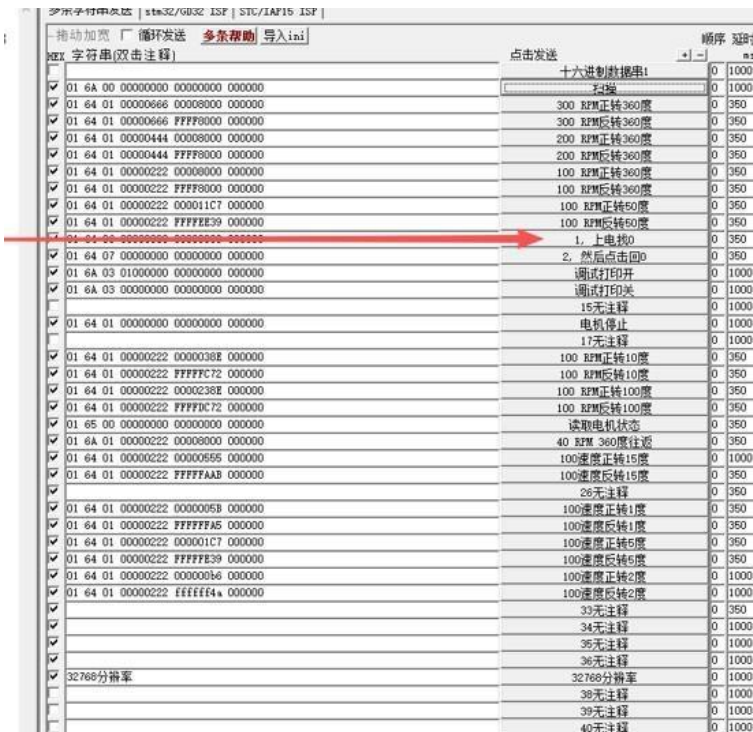 多条字符串发送 stm32/GD32 ISP STC/IAP15 ISP
拖动加宽 循环发送 多条帮助 导入ini 顺序 延时
HEX 字符串(双击注释) 点击发送 + -
十六进制数据串1 0 1000
01 6A 00 00000000 00000000 000000 扫描 0 1000
01 64 01 00000666 00008000 000000 300 RPM正转360度 0 350
01 64 01 00000666 FFFF8000 000000 300 RPM反转360度 0 350
01 64 01 00000444 00008000 000000 200 RPM正转360度 0 350
01 64 01 00000444 FFFF8000 000000 200 RPM反转360度 0 350
01 64 01 00000222 00008000 000000 100 RPM正转360度 0 350
01 64 01 00000222 FFFF8000 000000 100 RPM反转360度 0 350
01 64 01 00000222 000011C7 000000 100 RPM正转50度 0 350
01 64 01 00000222 FFFFEE39 000000 100 RPM反转50度 0 350
1, 上电找0 0 350
01 64 07 00000000 00000000 000000 2, 然后点击回0 0 350
01 6A 03 01000000 00000000 000000 调试打印开 0 1000
01 6A 03 00000000 00000000 000000 调试打印关 0 1000
15无注释 0 1000
01 64 01 00000000 00000000 000000 电机停止 0 1000
17无注释 0 1000
01 64 01 00000222 0000038E 000000 100 RPM正转10度 0 350
01 64 01 00000222 FFFFFC72 000000 100 RPM反转10度 0 350
01 64 01 00000222 0000238E 000000 100 RPM正转100度 0 350
01 64 01 00000222 FFFFDC72 000000 100 RPM反转100度 0 350
01 65 00 00000000 00000000 000000 读取电机状态 0 350
01 6A 01 00000222 00008000 000000 40 RPM 360度往返 0 350
01 64 01 00000222 00000555 000000 100速度正转15度 0 1000
01 64 01 00000222 FFFFFAAB 000000 100速度反转15度 0 350
26无注释 0 350
01 64 01 00000222 0000005B 000000 100速度正转1度 0 350
01 64 01 00000222 FFFFFFA5 000000 100速度反转1度 0 350
01 64 01 00000222 000001C7 000000 100速度正转5度 0 350
01 64 01 00000222 FFFFFE39 000000 100速度反转5度 0 350
01 64 01 00000222 000000b6 000000 100速度正转2度 0 1000
01 64 01 00000222 ffffff4a 000000 100速度反转2度 0 1000
33无注释 0 350
34无注释 0 1000
35无注释 0 1000
36无注释 0 1000
32768分辨率 32768分辨率 0 1000
38无注释 0 1000
39无注释 0 1000
40无注释 0 1000